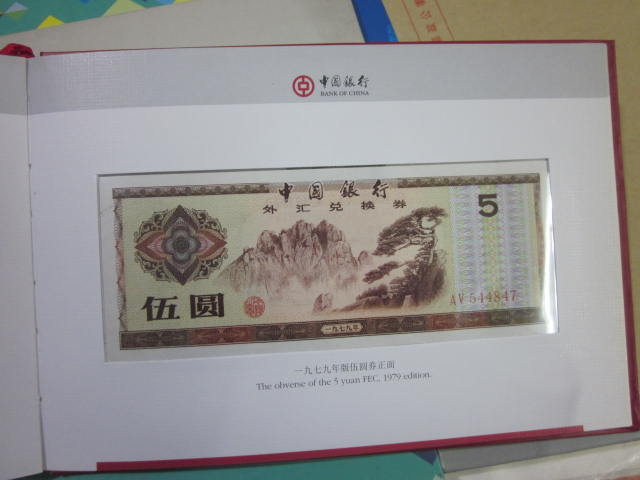 中国银行
BANK OF CHINA
中国银行
外汇兑换券
5
伍圆
AV 544847
一九七九年
一九七九年版伍圆券正面
The obverse of the 5 yuan FEC, 1979 edition.